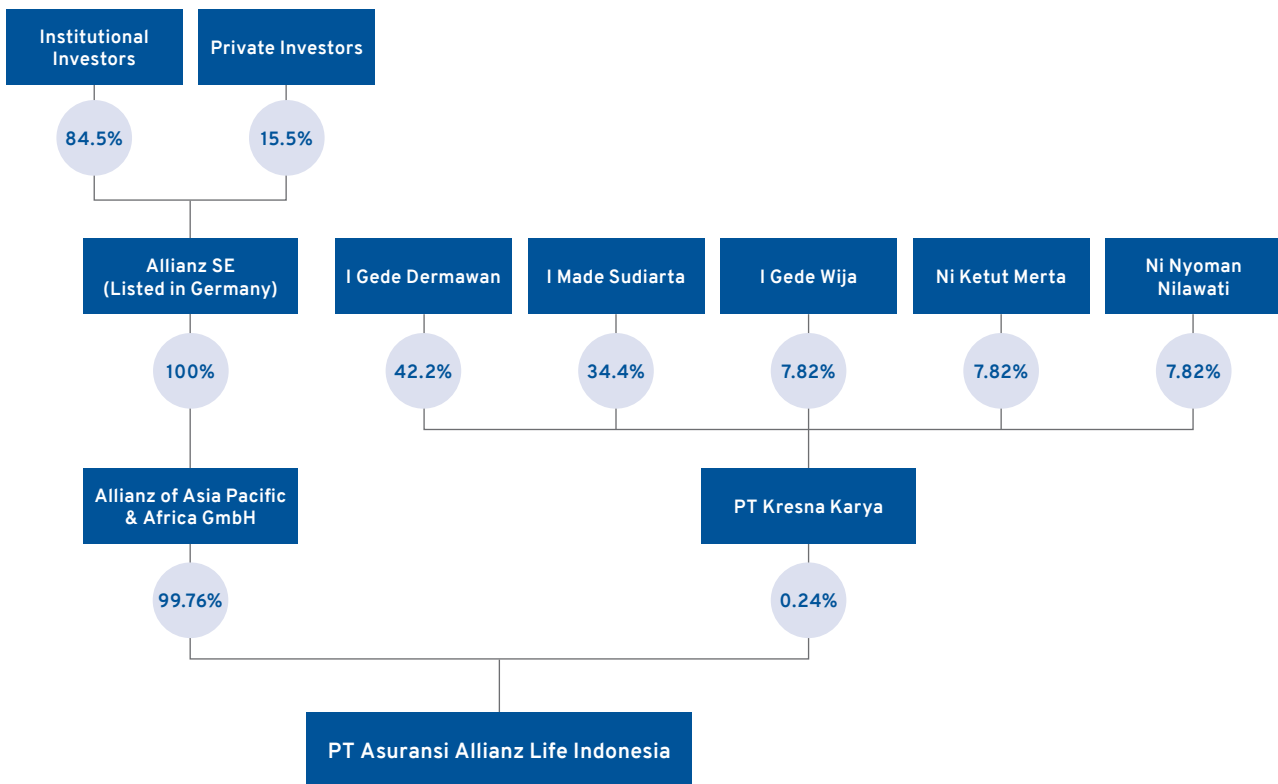 Institutional
Investors
Private Investors
84.5%
15.5%
Allianz SE
(Listed in Germany)
I Gede Dermawan
I Made Sudiarta
I Gede Wija
Ni Ketut Merta
Ni Nyoman
Nilawati
100%
42.2%
34.4%
7.82%
7.82%
7.82%
Allianz of Asia Pacific
& Africa GmbH
PT Kresna Karya
99.76%
0.24%
PT Asuransi Allianz Life Indonesia